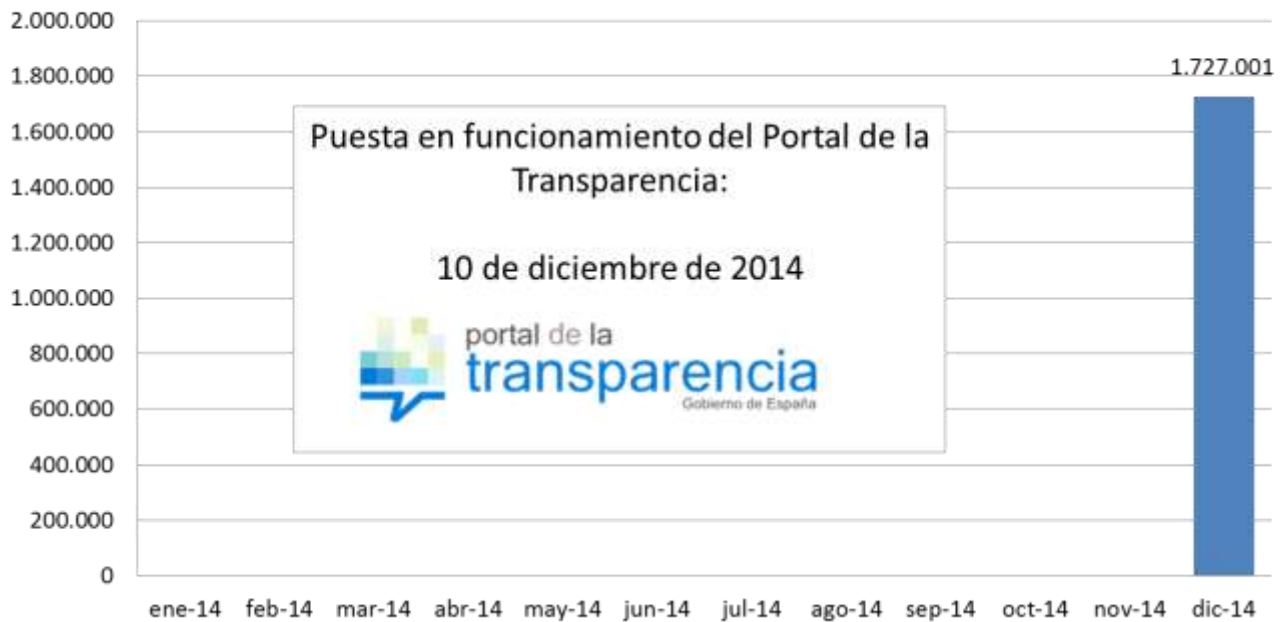 2.000.000
1.800.000
1.727.001
1.600.000
1.400.000
1.200.000
1.000.000
800.000
600.000
400.000
200.000
0
Puesta en funcionamiento del Portal de la
Transparencia:
10 de diciembre de 2014
portal de la
transparencia
Gobierno de España
ene-14 feb-14 mar-14 abr-14 may-14 jun-14 jul-14 ago-14 sep-14 oct-14 nov-14 dic-14